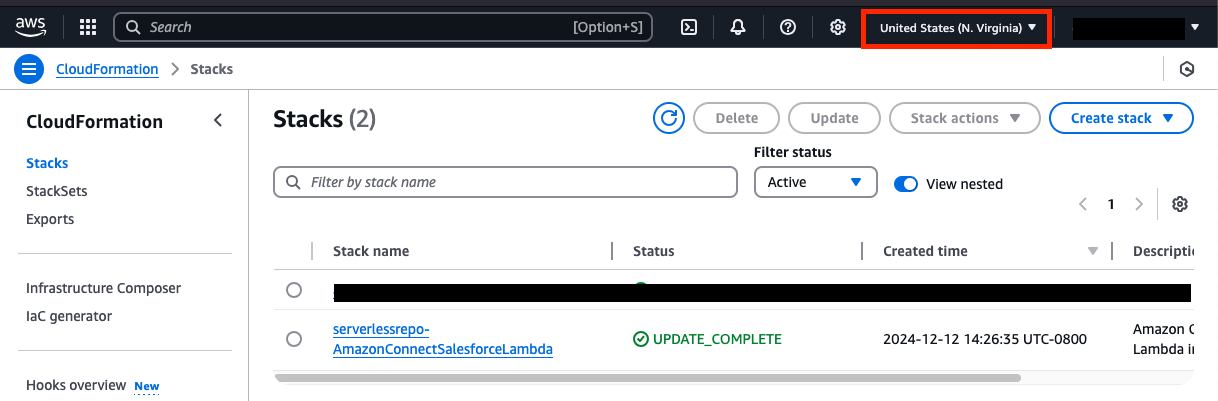 aws Search [Option+S] United States (N. Virginia)
CloudFormation Stacks
CloudFormation
Stacks
StackSets
Exports
Infrastructure Composer
IaC generator
Hooks overview New
Stacks (2) Delete Update Stack actions Create stack
Filter status
Filter by stack name Active View nested
1
Stack name Status Created time
serverlessrepo-
AmazonConnectSalesforceLambda UPDATE_COMPLETE 2024-12-12 14:26:35 UTC-0800 Amazon
Lambda